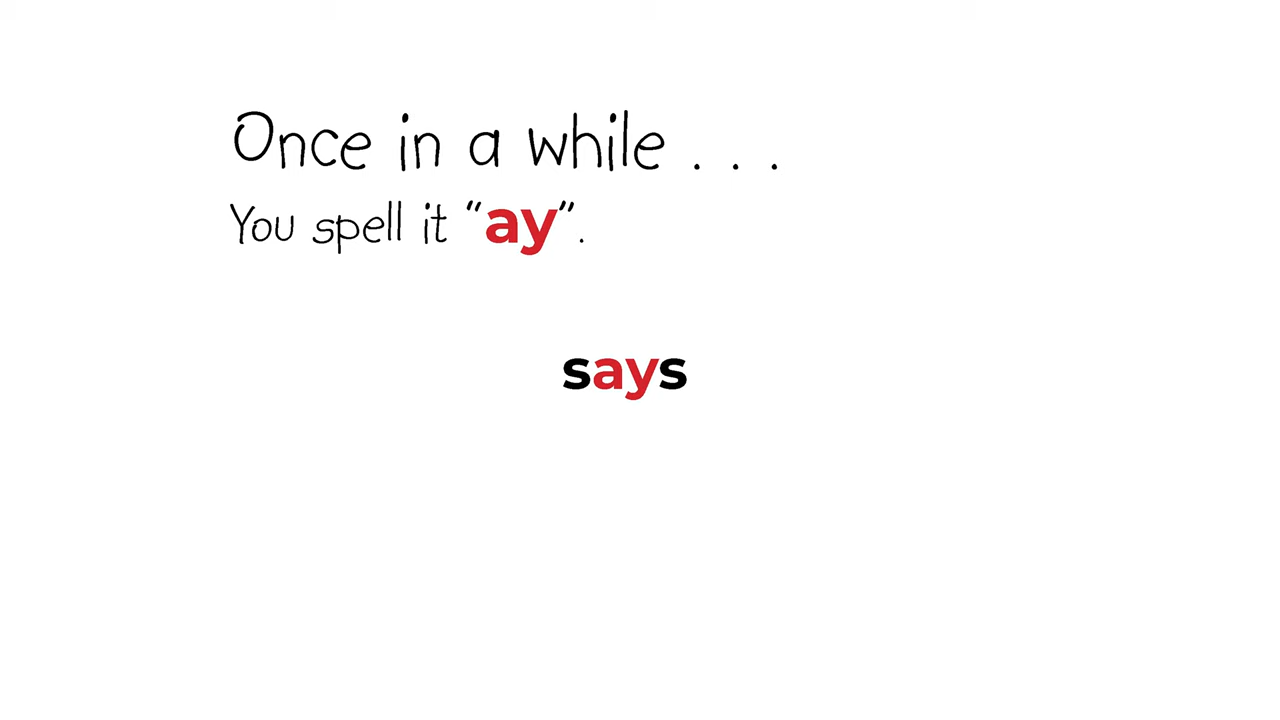 Once in a while . . .
You spell it “ay”.
says